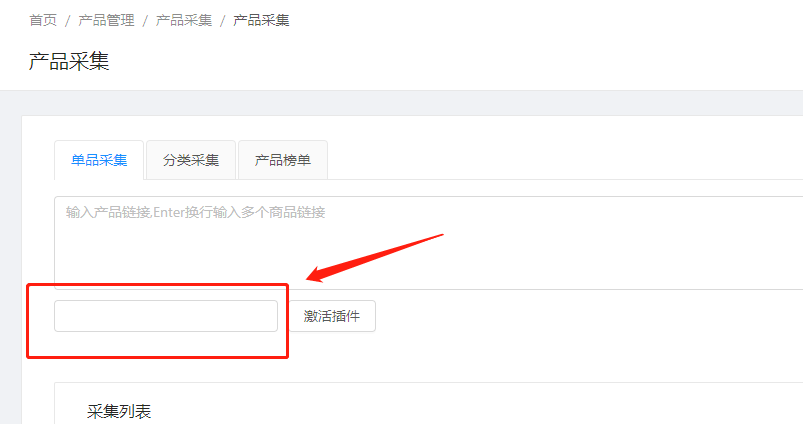 首页 / 产品管理 / 产品采集 / 产品采集
产品采集
单品采集 分类采集 产品榜单
输入产品链接,Enter换行输入多个商品链接
激活插件
采集列表